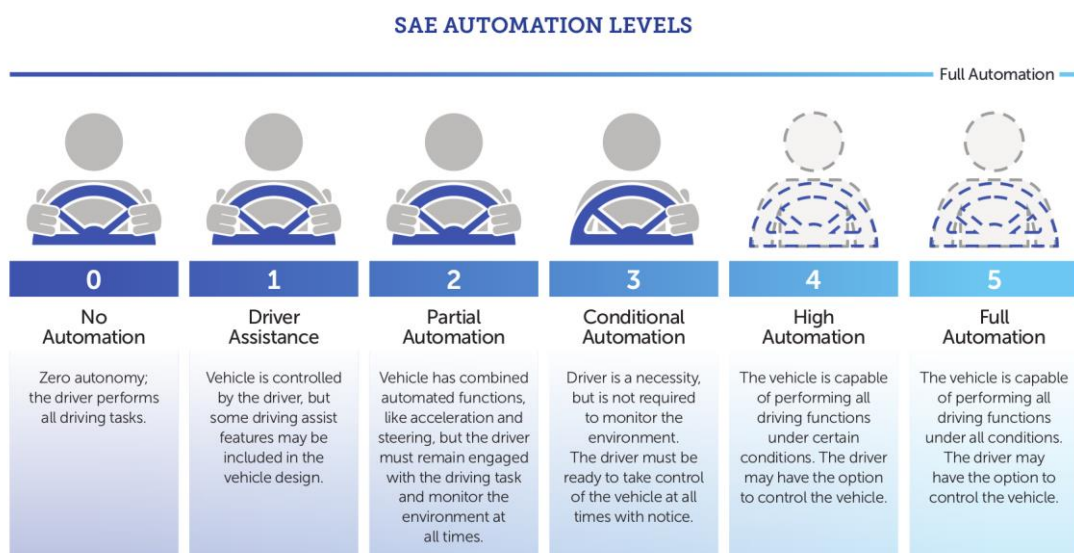 SAE AUTOMATION LEVELS
Full Automation
0
No
Automation
Zero autonomy;
the driver performs
all driving tasks.
1
Driver
Assistance
Vehicle is controlled
by the driver, but
some driving assist
features may be
included in the
vehicle design.
2
Partial
Automation
Vehicle has combined
automated functions,
like acceleration and
steering, but the driver
must remain engaged
with the driving task
and monitor the
environment at
all times.
3
Conditional
Automation
Driver is a necessity,
but is not required
to monitor the
environment.
The driver must be
ready to take control
of the vehicle at all
times with notice.
4
High
Automation
The vehicle is capable
of performing all
driving functions
under certain
conditions. The driver
may have the option
to control the vehicle.
5
Full
Automation
The vehicle is capable
of performing all
driving functions
under all conditions.
The driver may
have the option to
control the vehicle.